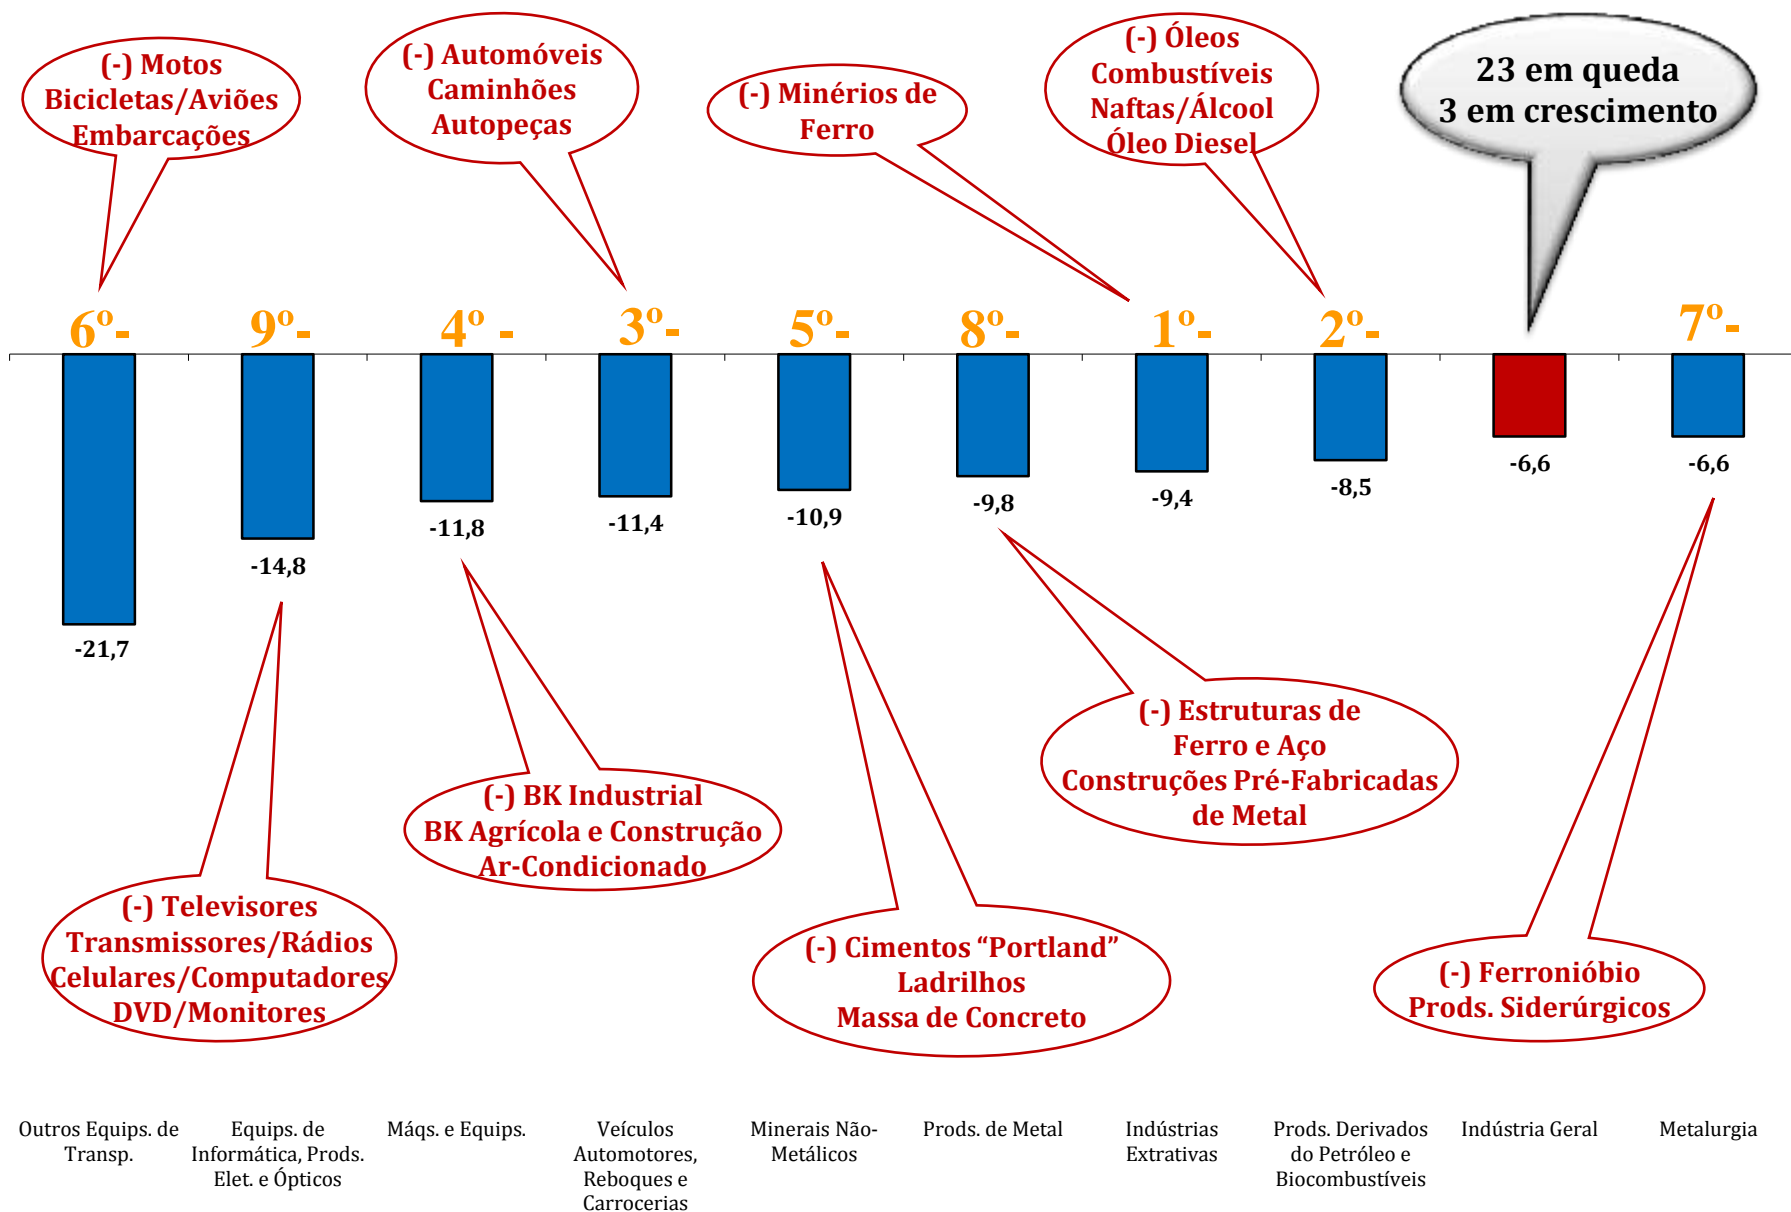 (-) Motos
Bicicletas/Aviões
Embarcações
(-) Automóveis
Caminhões
Autopeças
(-) Minérios de
Ferro
(-) Óleos
Combustíveis
Naftas/Álcool
Óleo Diesel
23 em queda
3 em crescimento
6º-
9º-
4º -
3º-
5º-
8º-
1º-
2º-
7º-
-21,7
-14,8
-11,8
-11,4
-10,9
-9,8
-9,4
-8,5
-6,6
-6,6
(-) Televisores
Transmissores/Rádios
Celulares/Computadores
DVD/Monitores
(-) BK Industrial
BK Agrícola e Construção
Ar-Condicionado
(-) Cimentos “Portland”
Ladrilhos
Massa de Concreto
(-) Estruturas de
Ferro e Aço
Construções Pré-Fabricadas
de Metal
(-) Ferronióbio
Prods. Siderúrgicos
Outros Equips. de
Transp.
Equips. de
Informática, Prods.
Elet. e Ópticos
Máqs. e Equips.
Veículos
Automotores,
Reboques e
Carrocerias
Minerais Não-
Metálicos
Prods. de Metal
Indústrias
Extrativas
Prods. Derivados
do Petróleo e
Biocombustíveis
Indústria Geral
Metalurgia